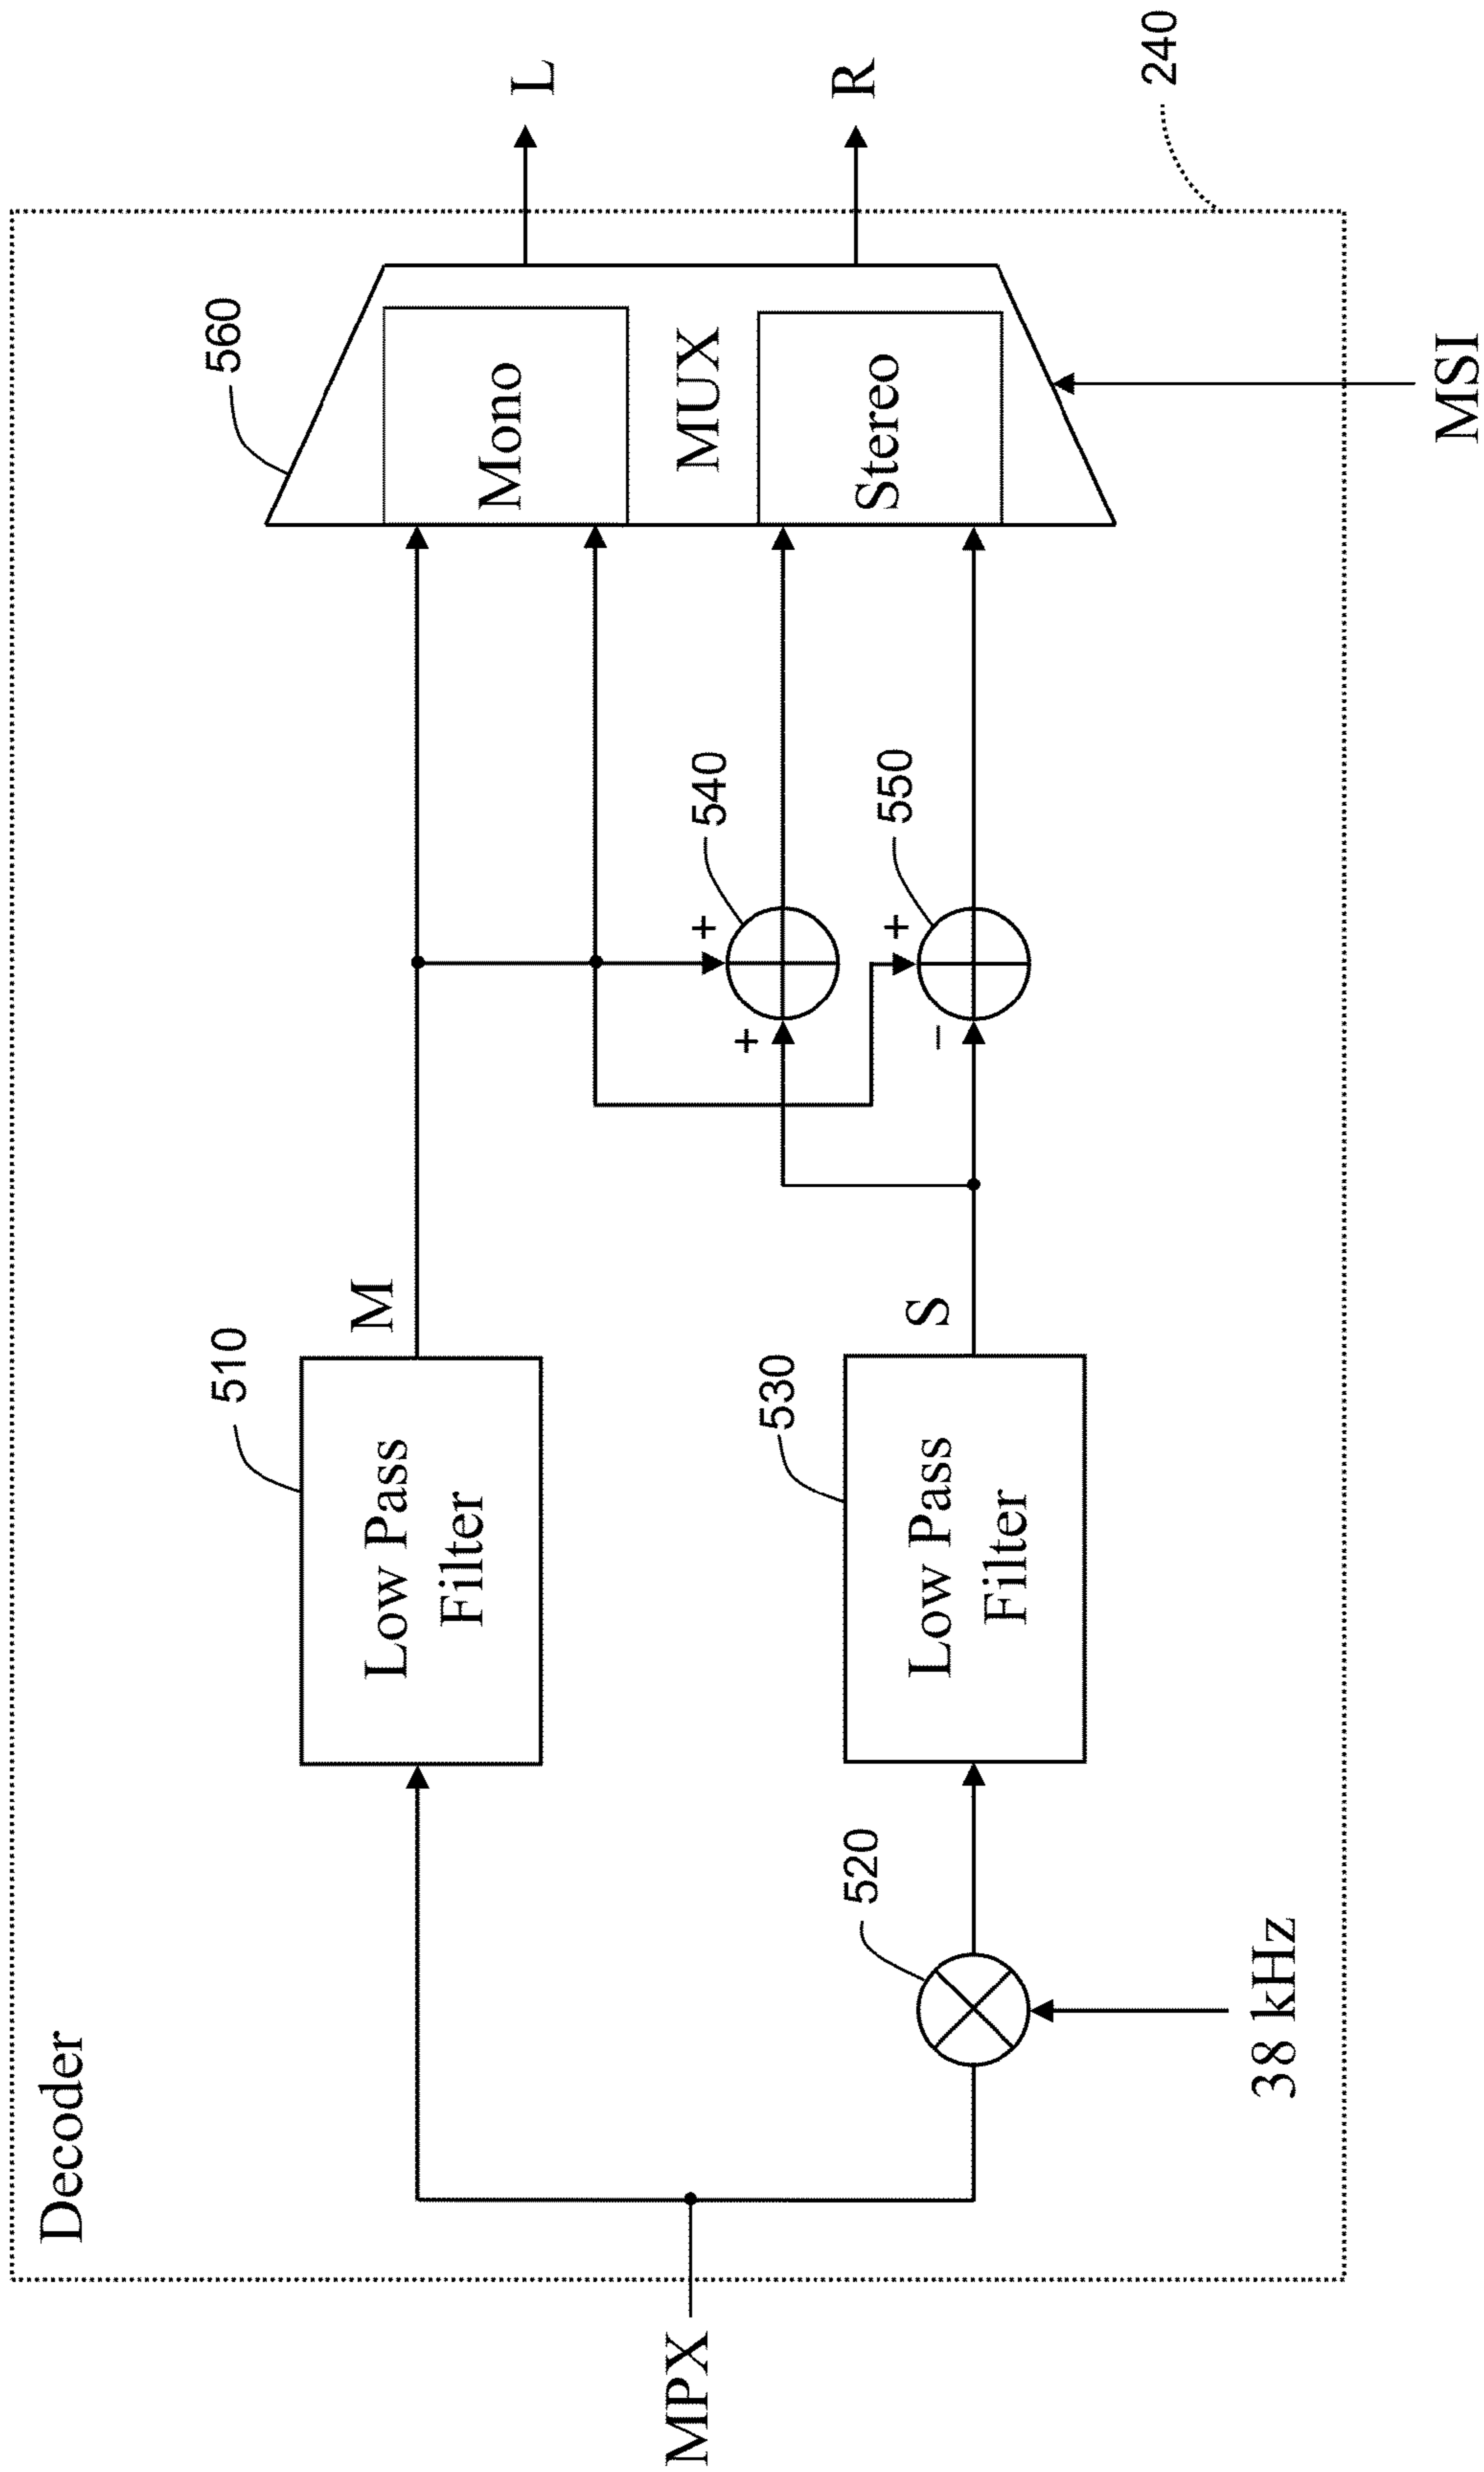 Decoder
240
MPX
510
Low Pass
Filter
M
520
38 kHz
530
Low Pass
Filter
S
+
+
540
+
−
550
560
Mono
MUX
Stereo
MSI
L
R